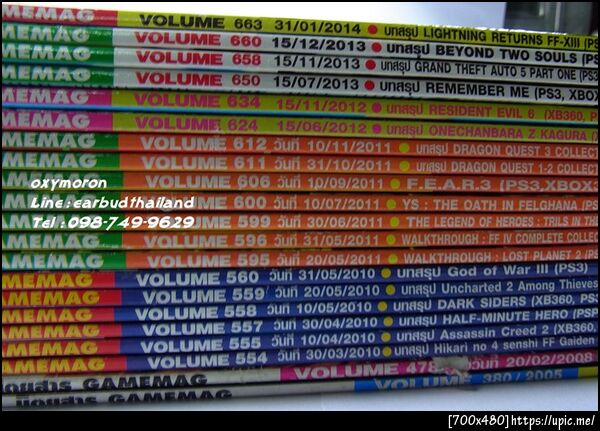 MEMAG VOLUME 663 31/01/2014 • บทสรุป LIGHTNING RETURNS FF-XIII (PS
EMAG VOLUME 660 15/12/2013 • บทสรุป BEYOND TWO SOULS (PS
EMAG VOLUME 658 15/11/2013 • บทสรุป GRAND THEFT AUTO 5 PART ONE (PS3
MEMAG VOLUME 650 15/07/2013 • บทสรุป REMEMBER ME (PS3, XBOX
MEMAG VOLUME 634 15/11/2012 • บทสรุป RESIDENT EVIL 6 (XB360, P
MEMAG VOLUME 624 15/06/2012 • บทสรุป ONECHANBARA Z KAGURA (
MEMAG VOLUME 612 วันที่ 10/11/2011 • บทสรุป DRAGON QUEST 3 COLLECT
MEMAG VOLUME 611 วันที่ 31/10/2011 • บทสรุป DRAGON QUEST 1-2 COLLECT
MEMAG VOLUME 606 วันที่ 10/09/2011 • F.E.A.R.3 (PS3,XBOX
MEMAG VOLUME 600 วันที่ 10/07/2011 • YS : THE OATH IN FELGHANA (P
MEMAG VOLUME 599 วันที่ 30/06/2011 • THE LEGEND OF HEROES : TRILS IN THE
MEMAG VOLUME 596 วันที่ 31/05/2011 • WALKTHROUGH : FF IV COMPLETE COLLEC
MEMAG VOLUME 595 วันที่ 20/05/2011 • WALKTHROUGH : LOST PLANET 2 (P
AMEMAG VOLUME 560 วันที่ 31/05/2010 • บทสรุป God of War III (PS3)
AMEMAG VOLUME 559 วันที่ 20/05/2010 • บทสรุป Uncharted 2 Among Thieves
AMEMAG VOLUME 558 วันที่ 10/05/2010 • บทสรุป DARK SIDERS (XB360, PS
AMEMAG VOLUME 557 วันที่ 30/04/2010 • บทสรุป HALF-MINUTE HERO (PSP
AMEMAG VOLUME 555 วันที่ 10/04/2010 • บทสรุป Assassin Creed 2 (XB360,
AMEMAG VOLUME 554 วันที่ 30/03/2010 • บทสรุป Hikari no 4 senshi FF Gaiden
GAMEMAG VOLUME 478 วันที่ 20/02/2008
GAMEMAG VOLUME 380/2005
oxymoron
Line : earbudthailand
Tel : 098-749-9629
[700x480] https://upic.me/